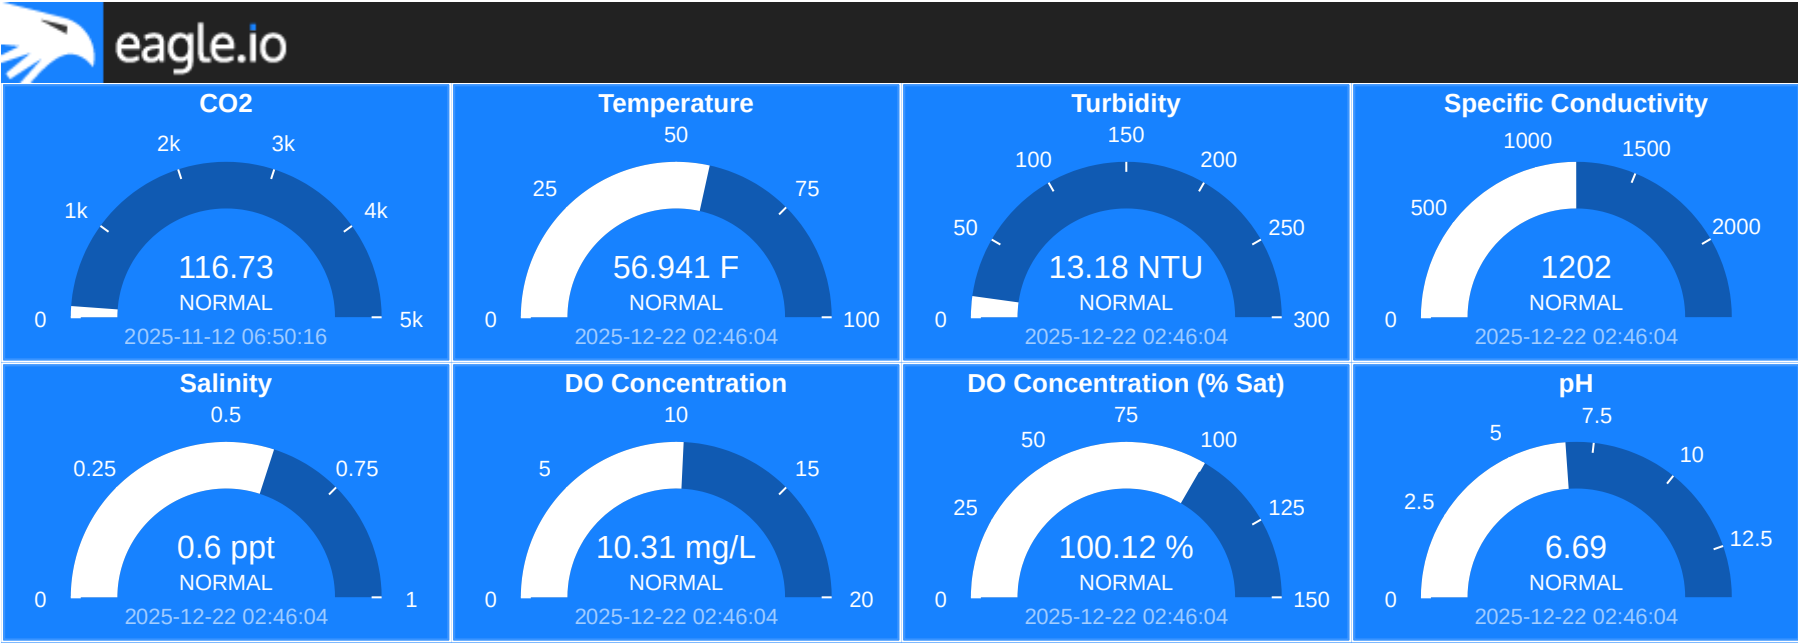 eagle.io
CO2
2k
3k
1k
4k
116.73
NORMAL
0
5k
2025-11-12 06:50:16
Temperature
50
25
75
56.941 F
NORMAL
0
100
2025-12-22 02:46:04
Turbidity
150
100
200
50
250
13.18 NTU
NORMAL
0
300
2025-12-22 02:46:04
Specific Conductivity
1000
1500
500
2000
1202
NORMAL
0
2025-12-22 02:46:04
Salinity
0.5
0.25
0.75
0.6 ppt
NORMAL
0
1
2025-12-22 02:46:04
DO Concentration
10
5
15
10.31 mg/L
NORMAL
0
20
2025-12-22 02:46:04
DO Concentration (% Sat)
75
50
100
25
125
100.12 %
NORMAL
0
150
2025-12-22 02:46:04
pH
7.5
5
10
2.5
12.5
6.69
NORMAL
0
2025-12-22 02:46:04